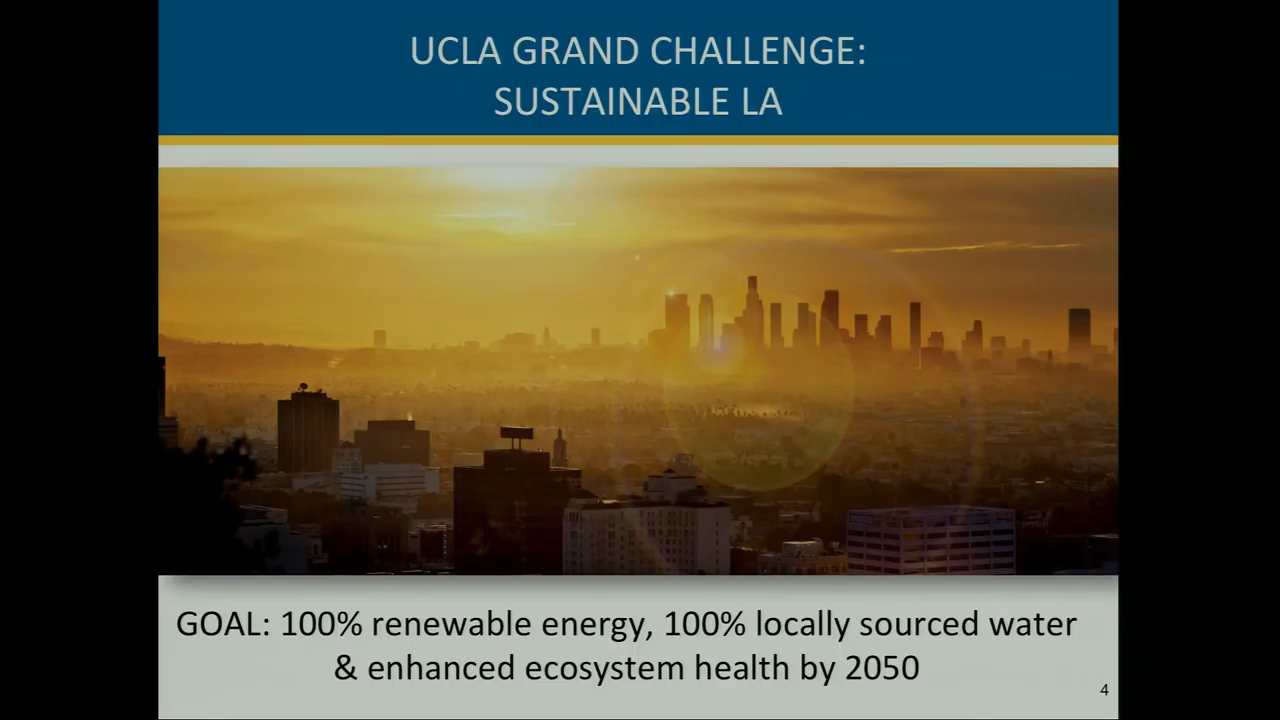 UCLA GRAND CHALLENGE:
SUSTAINABLE LA
GOAL: 100% renewable energy, 100% locally sourced water
& enhanced ecosystem health by 2050
4